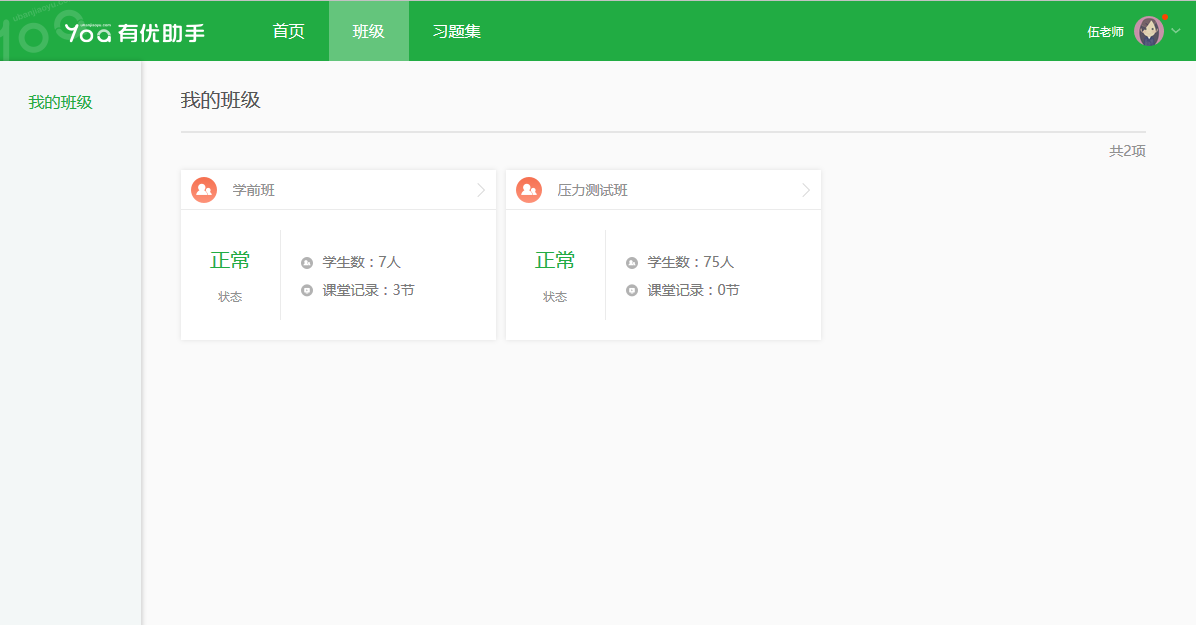 ubanjiaoyu.com
Yoa 有优助手
首页
班级
习题集
伍老师
我的班级
我的班级
共2项
学前班
正常
状态
学生数：7人
课堂记录：3节
压力测试班
正常
状态
学生数：75人
课堂记录：0节